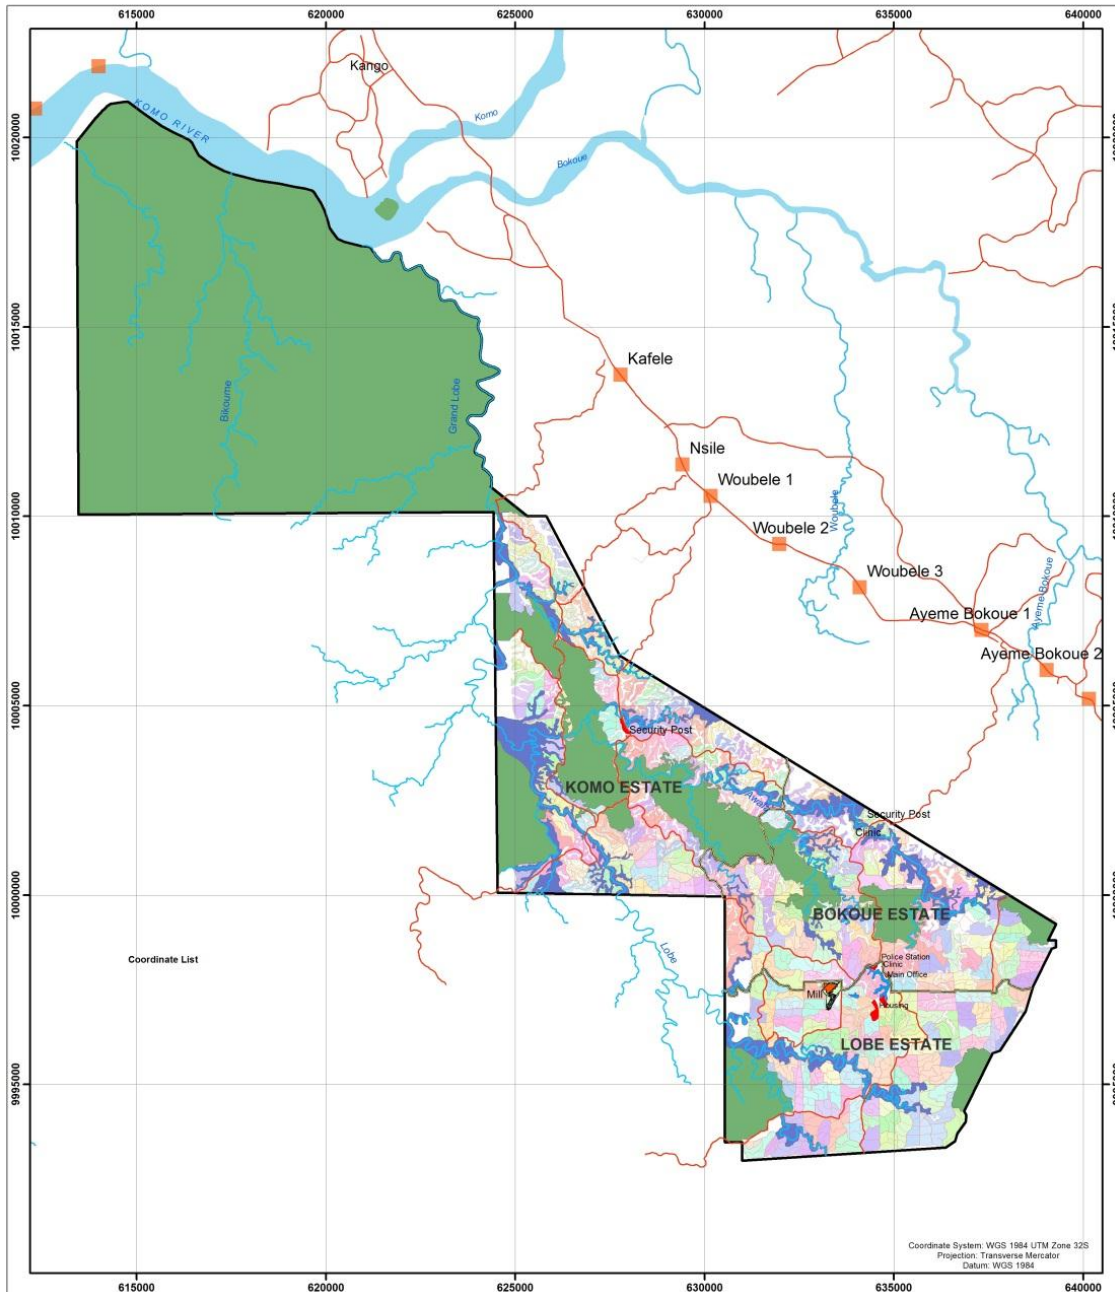 615000 620000 625000 630000 635000 640000
Kango
KOMO RIVER
Komo
Bokoue
10020000
10015000
Kafele
Bikoume
Grand Lobe
Nsile
Woubele 1
Woubele
10010000
Woubele 2
Woubele 3
Ayeme Bokoue
Ayeme Bokoue 1
Ayeme Bokoue 2
10005000
Security Post
KOMO ESTATE
Security Post
Clinic
10000000
BOKOUE ESTATE
Lobe
Coordinate List
Police Station
Clinic
Main Office
Mill
Housing
LOBE ESTATE
9995000
Coordinate System: WGS 1984 UTM Zone 32S
Projection: Transverse Mercator
Datum: WGS 1984
615000 620000 625000 630000 635000 640000